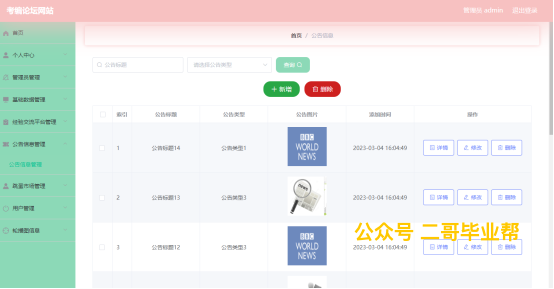 考编论坛网站
管理员 admin 退出登录
首页
个人中心
管理员管理
基础数据管理
经验交流平台管理
公告信息管理
公告信息管理
跳蚤市场管理
用户管理
轮播图信息
首页 / 公告信息
公告标题 请选择公告类型 查询
新增 删除
索引 公告标题 公告类型 公告图片 添加时间 操作
1 公告标题14 公告类型3 BBC WORLD NEWS 2023-03-04 16:04:49 详情 修改 删除
2 公告标题13 公告类型1 2023-03-04 16:04:49 详情 修改 删除
3 公告标题12 公告类型3 BBC WORLD NEWS 2023-03-04 16:04:49 详情 修改 删除
公众号 二哥毕业帮